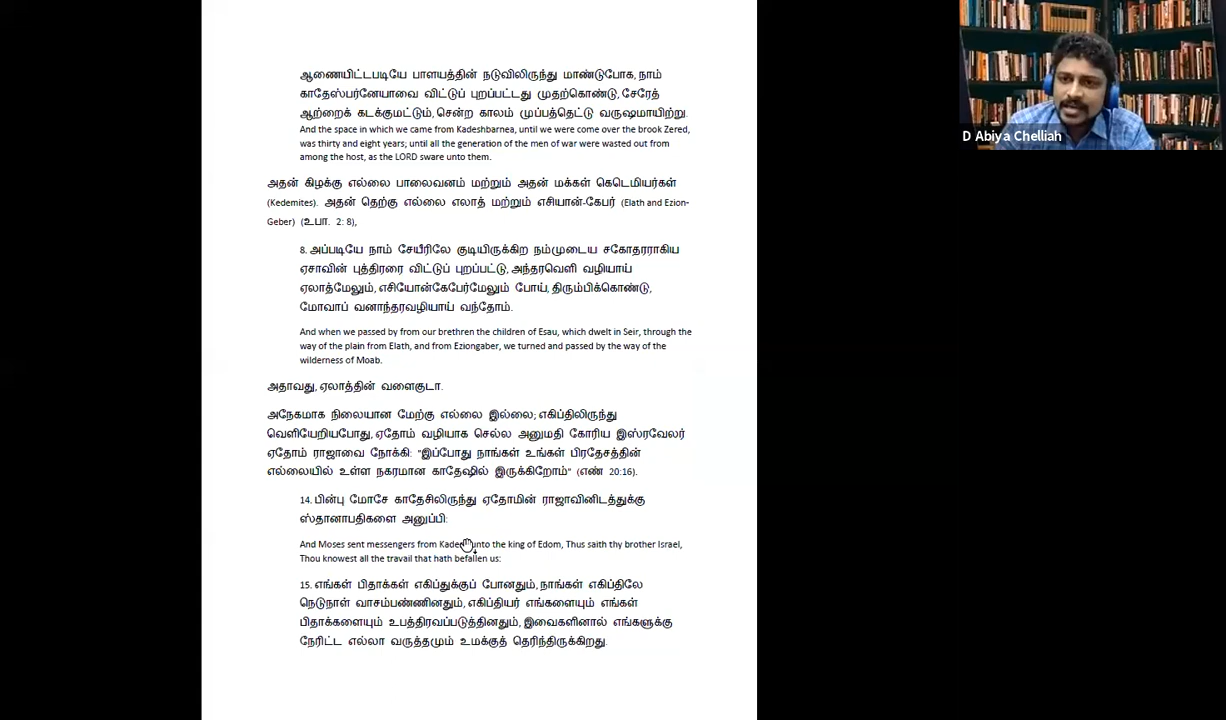 ஆணையிட்டபடியே பாளயத்தின் நடுவிலிருந்து மாண்டுபோக, நாம்
காதேஸ்பர்னேயாவை விட்டுப் புறப்பட்டது முதற்கொண்டு, சேரேத்
ஆற்றைக் கடக்குமட்டும், சென்ற காலம் முப்பத்தெட்டு வருஷமாயிற்று.
And the space in which we came from Kadeshbarnea, until we were come over the brook Zered,
was thirty and eight years; until all the generation of the men of war were wasted out from
among the host, as the LORD sware unto them.
அதன் கிழக்கு எல்லை பாலைவனம் மற்றும் அதன் மக்கள் கெடெமியர்கள்
(Kedemites). அதன் தெற்கு எல்லை எலாத் மற்றும் எசியான்-கேபர் (Elath and Ezion-
Geber) (உபா. 2: 8),
8. அப்படியே நாம் சேயீரிலே குடியிருக்கிற நம்முடைய சகோதரராகிய
ஏசாவின் புத்திரரை விட்டுப் புறப்பட்டு, அந்தரவெளி வழியாய்
ஏலாத்மேலும், எசியோன்கேபேர்மேலும் போய், திரும்பிக்கொண்டு,
மோவாப் வனாந்தரவழியாய் வந்தோம்.
And when we passed by from our brethren the children of Esau, which dwelt in Seir, through the
way of the plain from Elath, and from Eziongaber, we turned and passed by the way of the
wilderness of Moab.
அதாவது, ஏலாத்தின் வளைகுடா.
அநேகமாக நிலையான மேற்கு எல்லை இல்லை; எகிப்திலிருந்து
வெளியேறியபோது, ஏதோம் வழியாக செல்ல அனுமதி கோரிய இஸ்ரவேலர்
ஏதோம் ராஜாவை நோக்கி: "இப்போது நாங்கள் உங்கள் பிரதேசத்தின்
எல்லையில் உள்ள நகரமான காதேஷில் இருக்கிறோம்" (எண் 20:16).
14. பின்பு மோசே காதேசிலிருந்து ஏதோமின் ராஜாவினிடத்துக்கு
ஸ்தானாபதிகளை அனுப்பி:
And Moses sent messengers from unto the king of Edom, Thus saith thy brother Israel,
Thou knowest all the travail that hath befallen us:
15. எங்கள் பிதாக்கள் எகிப்துக்குப் போனதும், நாங்கள் எகிப்திலே
நெடுநாள் வாசம்பண்ணினதும், எகிப்தியர் எங்களையும் எங்கள்
பிதாக்களையும் உபத்திரவப்படுத்தினதும், இவைகளினால் எங்களுக்கு
நேரிட்ட எல்லா வருத்தமும் உமக்குத் தெரிந்திருக்கிறது.
D Abiya Chelliah